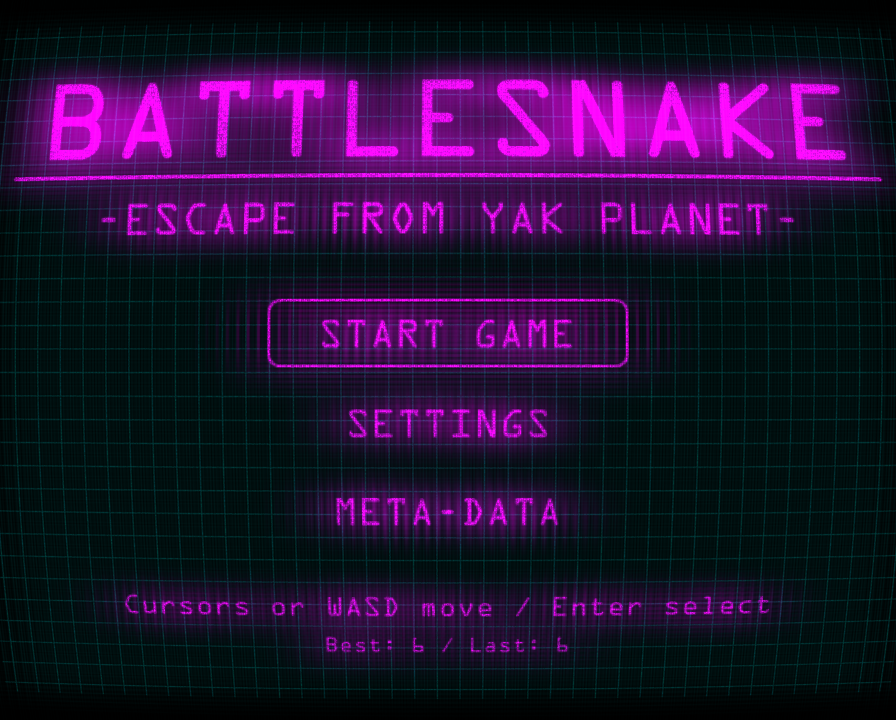 BATTLESNAKE
-ESCAPE FROM YAK PLANET-
START GAME
SETTINGS
META-DATA
Cursors or WASD move / Enter select
Best: 6 / Last: 6